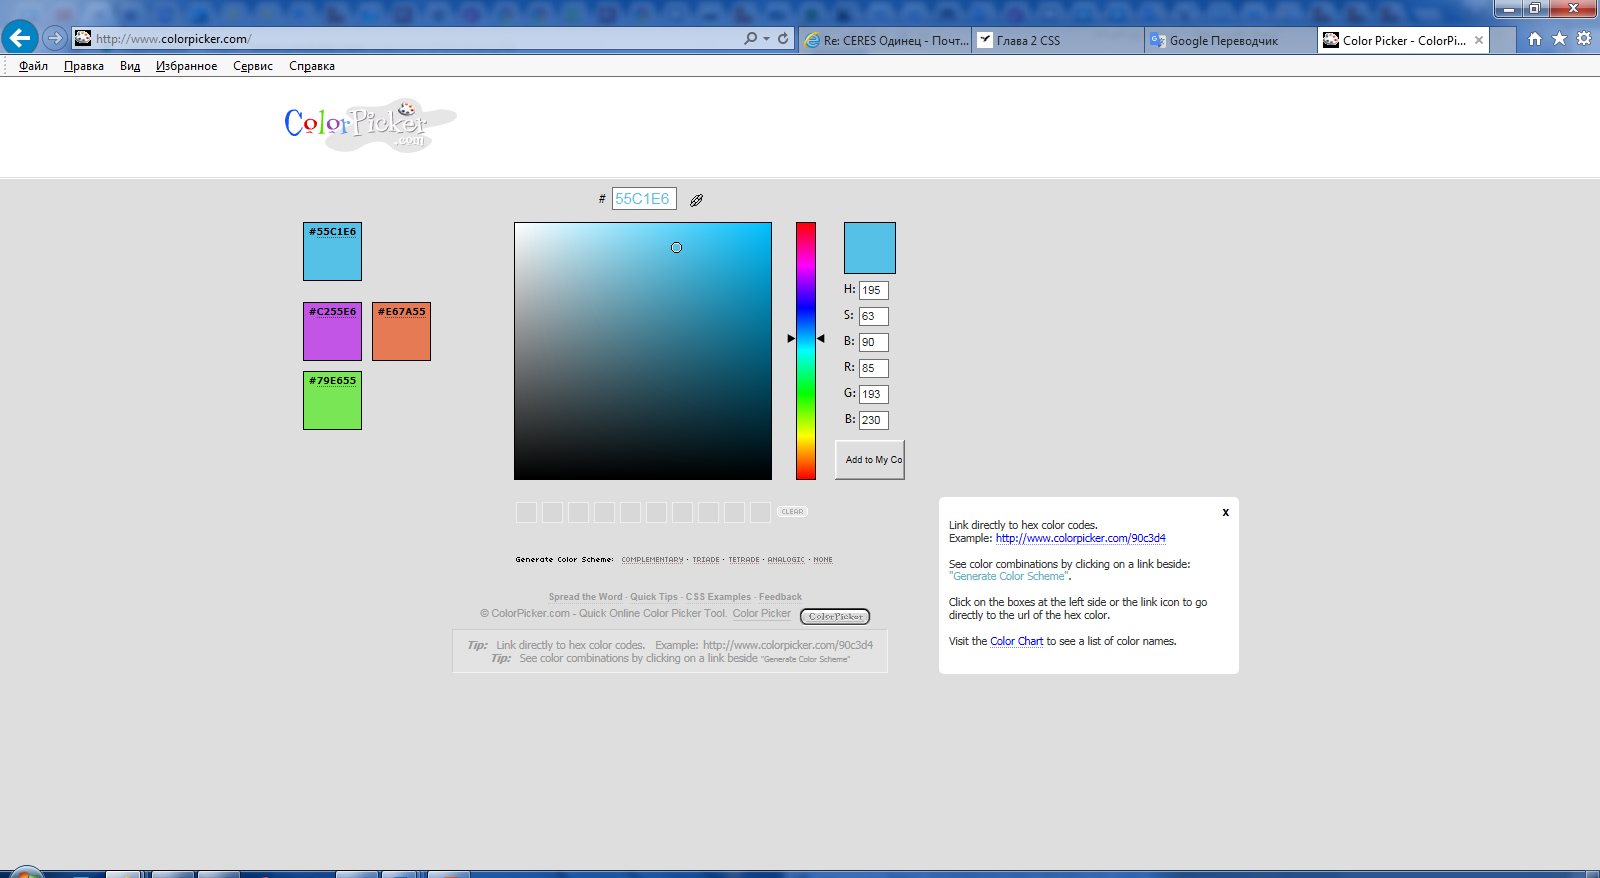 http://www.colorpicker.com/
Re: CERES Одинец - Почт...
Глава 2 CSS
Google Переводчик
Color Picker - ColorPi...
Файл Правка Вид Избранное Сервис Справка
ColorPicker
.com
# 55C1E6
#55C1E6
#C255E6 #E67A55
#79E655
H: 195
S: 63
B: 90
R: 85
G: 193
B: 230
Add to My Co
CLEAR
Generate Color Scheme: COMPLEMENTARY · TRIADE · TETRADE · ANALOGIC · NONE
Spread the Word · Quick Tips · CSS Examples · Feedback
© ColorPicker.com - Quick Online Color Picker Tool. Color Picker ColorPicker
Tip: Link directly to hex color codes. Example: http://www.colorpicker.com/90c3d4
Tip: See color combinations by clicking on a link beside "Generate Color Scheme"
x
Link directly to hex color codes.
Example: http://www.colorpicker.com/90c3d4
See color combinations by clicking on a link beside:
"Generate Color Scheme".
Click on the boxes at the left side or the link icon to go
directly to the url of the hex color.
Visit the Color Chart to see a list of color names.